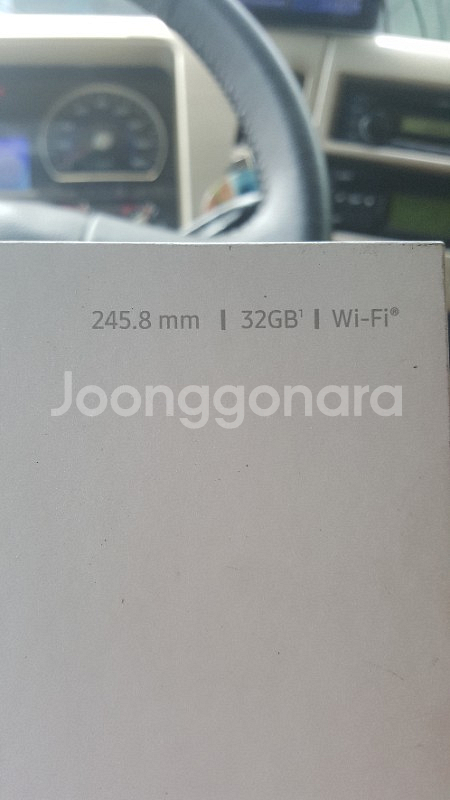 245.8 mm | 32GB¹ | Wi-Fi®
Joonggonara